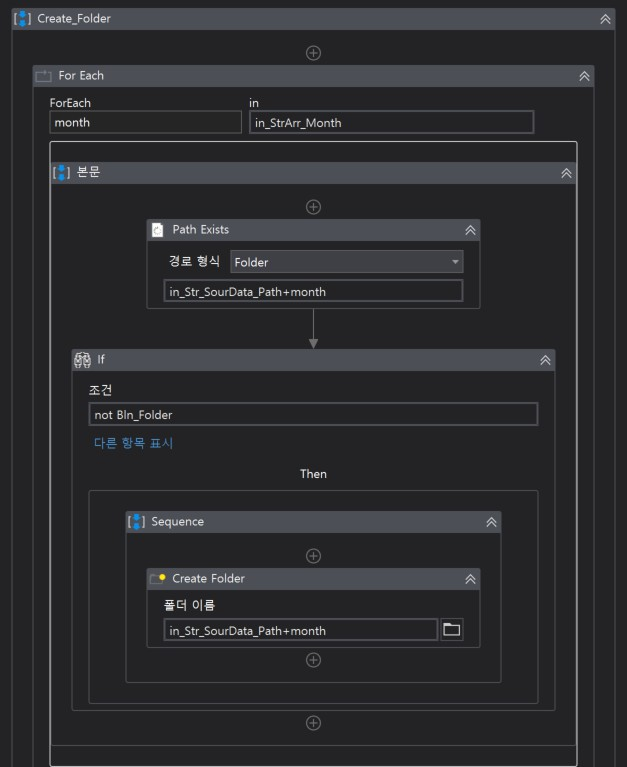 Create_Folder
For Each
ForEach in
month in_StrArr_Month
본문
Path Exists
경로 형식 Folder
in_Str_SourData_Path+month
If
조건
not Bln_Folder
다른 항목 표시
Then
Sequence
Create Folder
폴더 이름
in_Str_SourData_Path+month